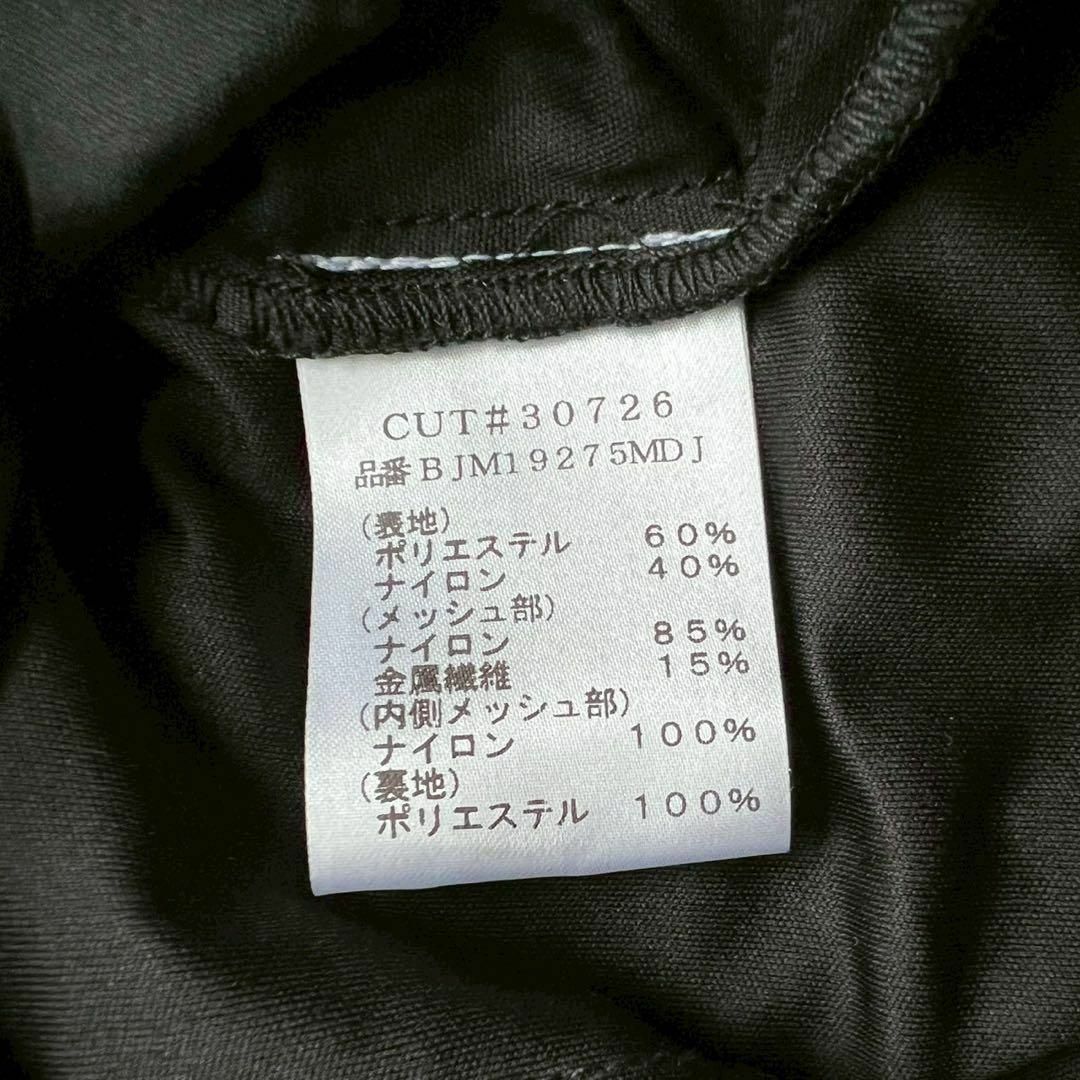 CUT#30726
品番BJM19275MDJ
(表地)
ポリエステル 60%
ナイロン 40%
(メッシュ部)
ナイロン 85%
金属繊維 15%
(内側メッシュ部)
ナイロン 100%
(裏地)
ポリエステル 100%